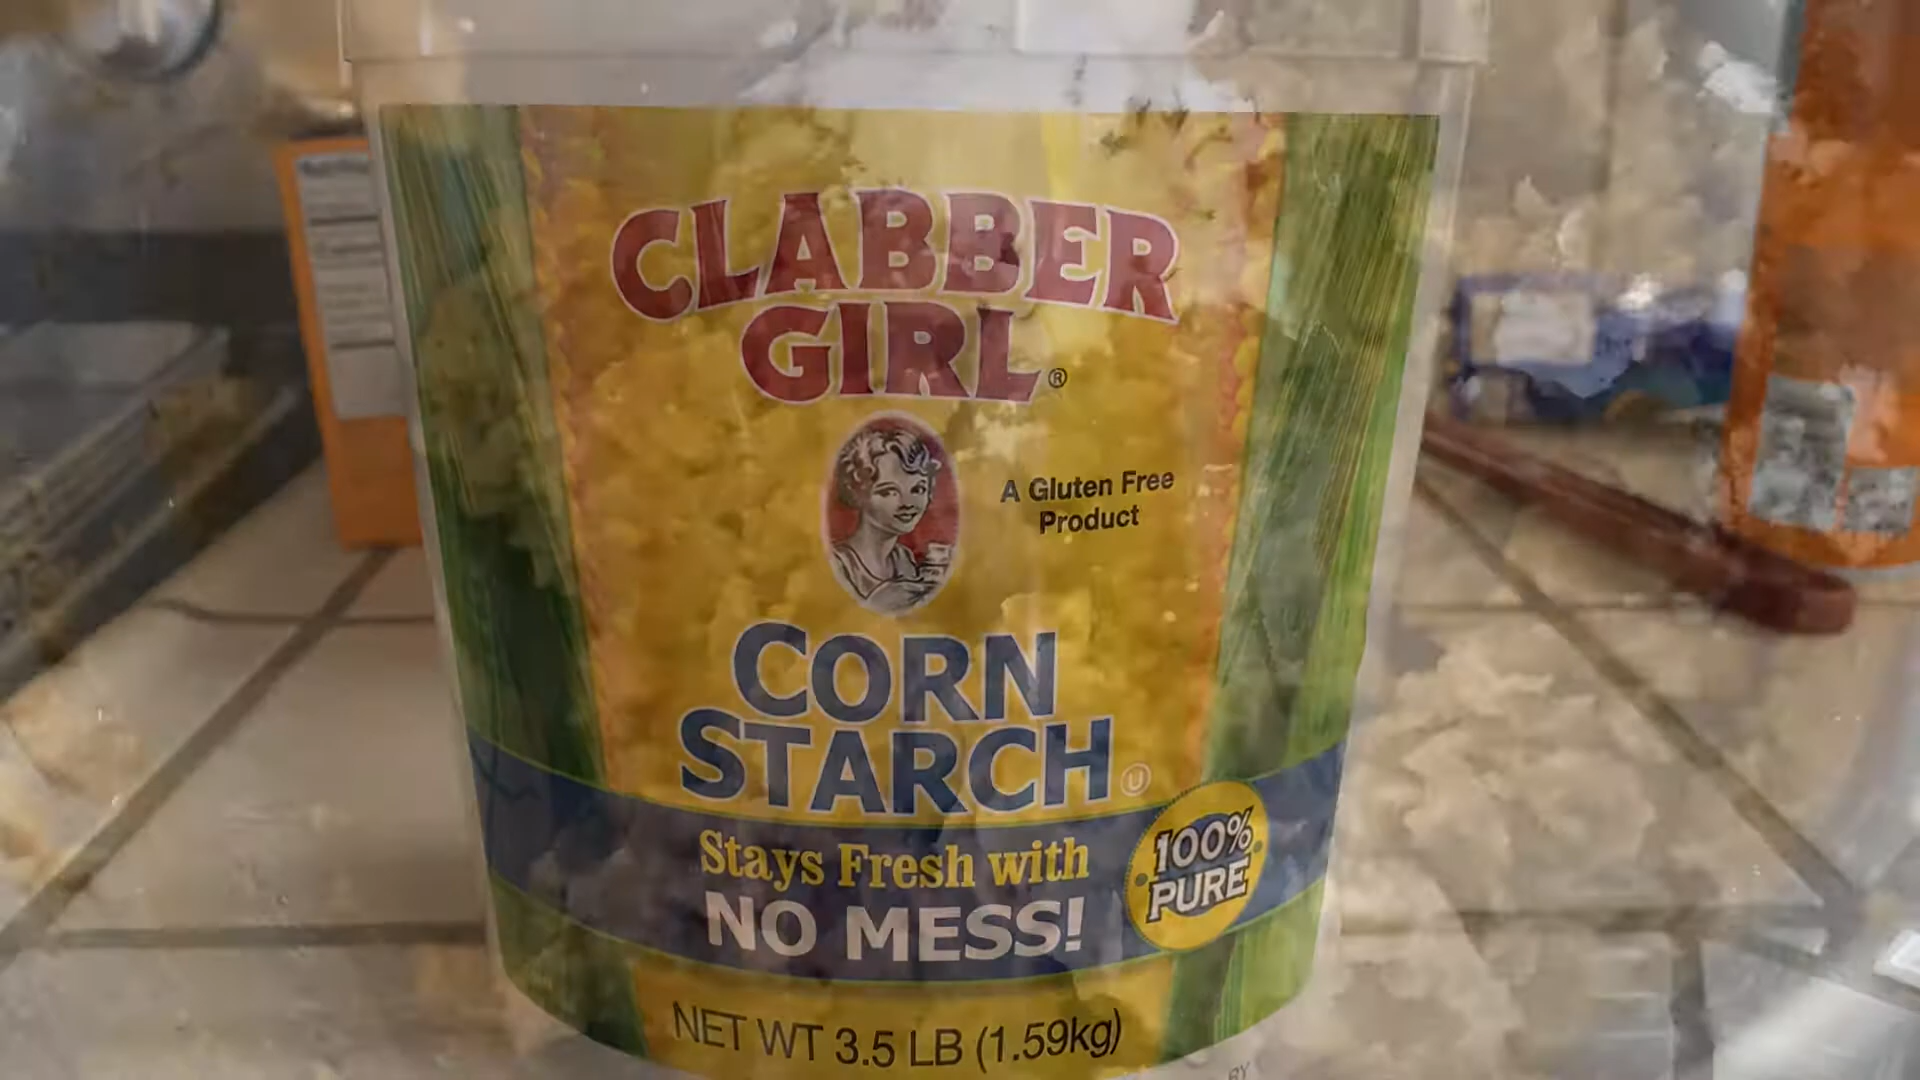 CLABBER
GIRL®
A Gluten Free
Product
CORN
STARCH
U
Stays Fresh with
NO MESS!
100%
PURE
NET WT 3.5 LB (1.59kg)
BY